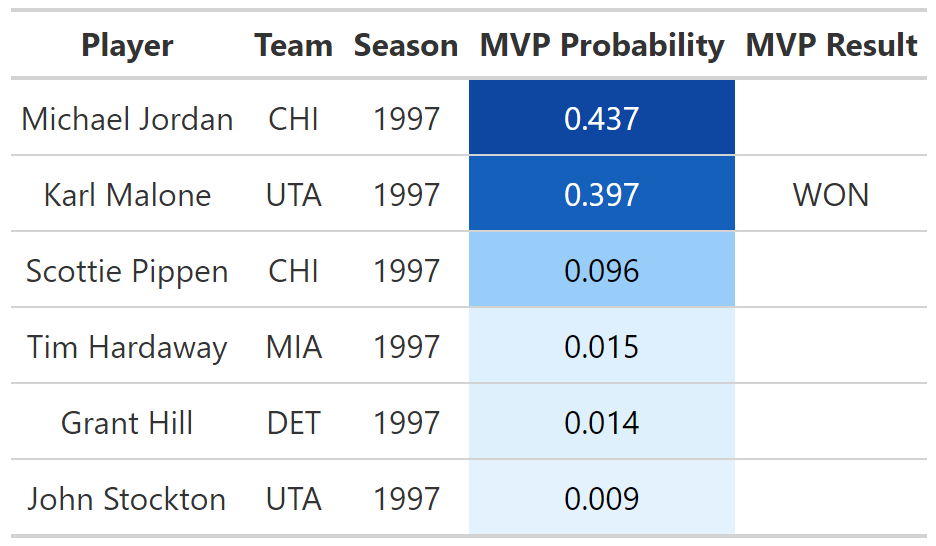 Player Team Season MVP Probability MVP Result
Michael Jordan CHI 1997 0.437
Karl Malone UTA 1997 0.397 WON
Scottie Pippen CHI 1997 0.096
Tim Hardaway MIA 1997 0.015
Grant Hill DET 1997 0.014
John Stockton UTA 1997 0.009